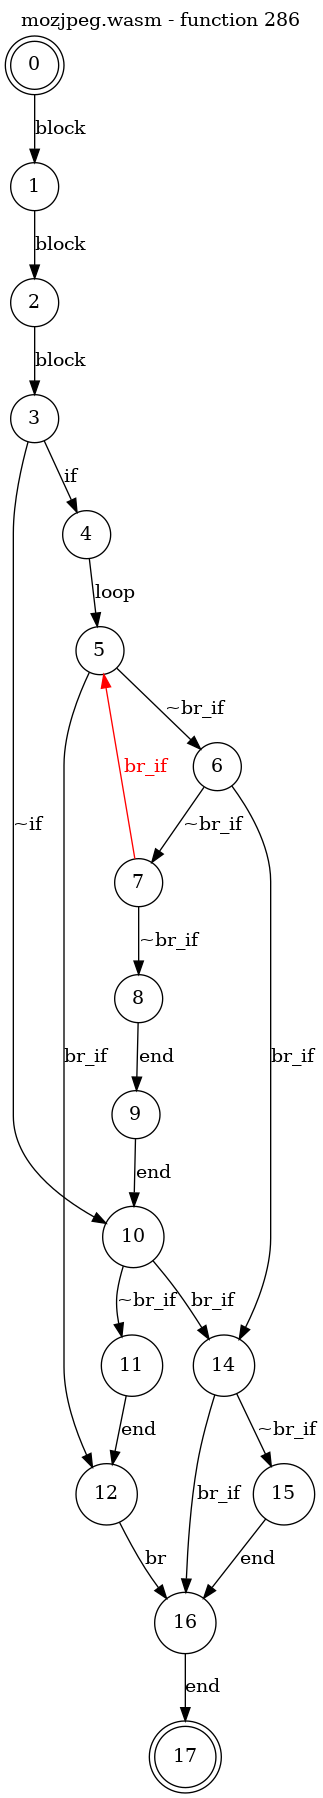 mozjpeg.wasm - function 286
0
block
1
block
2
block
3
if
4
loop
5
~br_if
6
br_if
~if
~br_if
7
~br_if
8
br_if
end
br_if
9
end
10
~br_if
br_if
11
14
end
~br_if
12
br_if
15
br
end
16
end
17